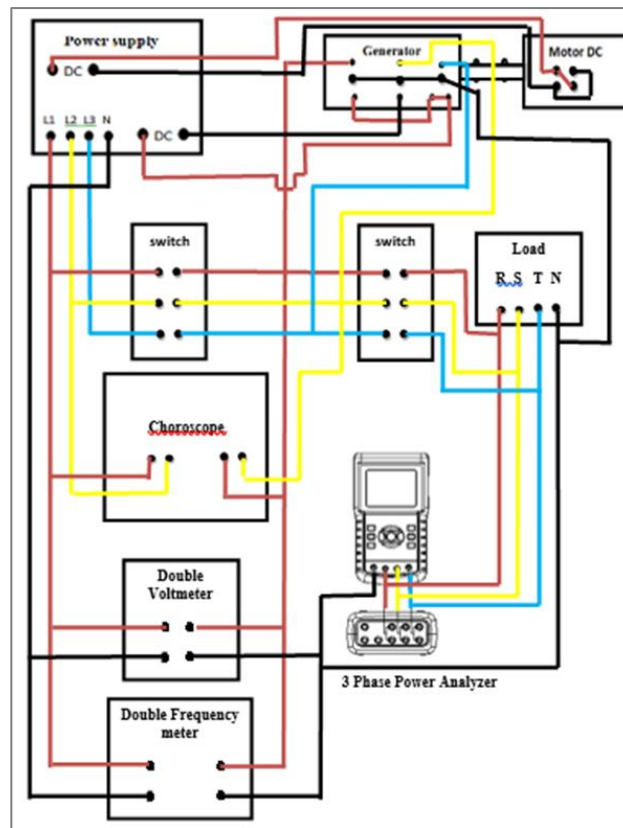 Power supply
DC
L1 L2 L3 N
DC
Generator
Motor DC
switch
switch
Load
R S T N
Choroscope
Double
Voltmeter
3 Phase Power Analyzer
Double Frequency
meter